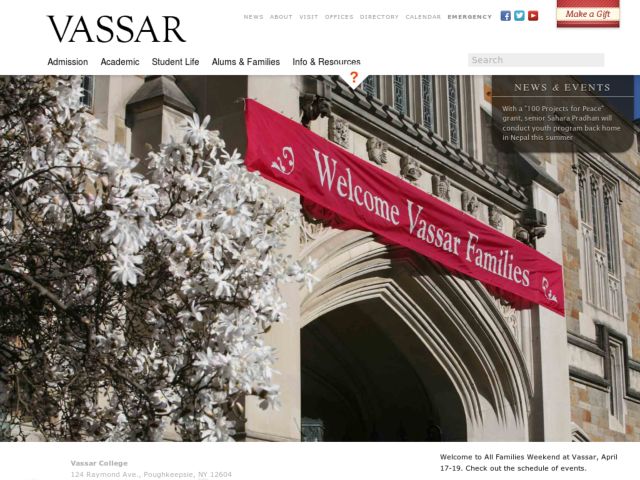 VASSAR
NEWS ABOUT VISIT OFFICES DIRECTORY CALENDAR EMERGENCY
Make a Gift
Admission Academic Student Life Alums & Families Info & Resources
Search
?
NEWS & EVENTS
With a "100 Projects for Peace"
grant, senior Sahara Pradhan will
conduct youth program back home
in Nepal this summer
Welcome Vassar Families
Vassar College
124 Raymond Ave., Poughkeepsie, NY 12604
Welcome to All Families Weekend at Vassar, April
17-19. Check out the schedule of events.